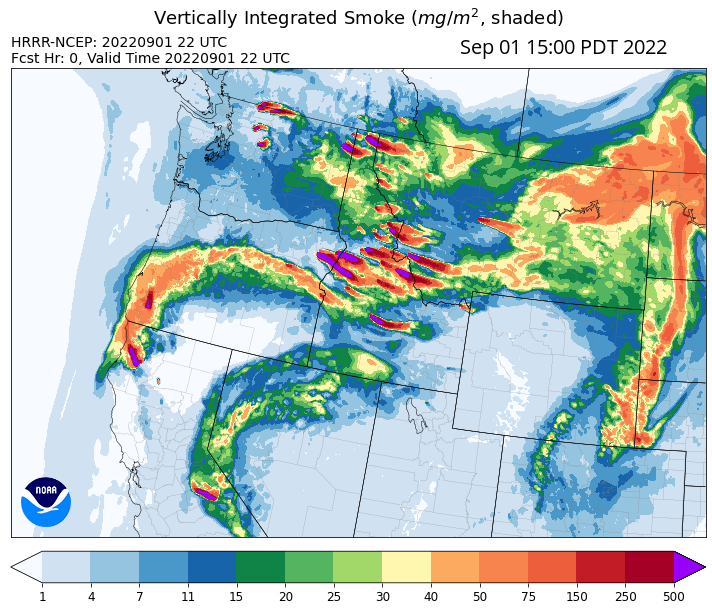 Vertically Integrated Smoke (mg/m², shaded)
HRRR-NCEP: 20220901 22 UTC
Fcst Hr: 0, Valid Time 20220901 22 UTC
Sep 01 15:00 PDT 2022
NOAA
1 4 7 11 15 20 25 30 40 50 75 150 250 500